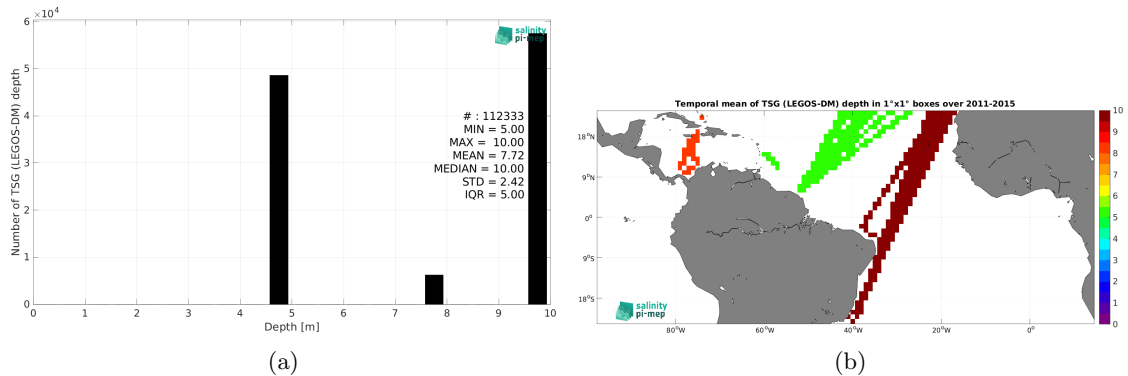 ×10⁴
6
5
4
3
2
1
0
Number of TSG (LEGOS-DM) depth
salinity
pi-mep
# : 112333
MIN = 5.00
MAX = 10.00
MEAN = 7.72
MEDIAN = 10.00
STD = 2.42
IQR = 5.00
0 1 2 3 4 5 6 7 8 9 10
Depth [m]
(a)
Temporal mean of TSG (LEGOS-DM) depth in 1°x1° boxes over 2011-2015
18°N
9°N
0°
9°S
18°S
salinity
pi-mep
80°W 60°W 40°W 20°W 0°
10
9
8
7
6
5
4
3
2
1
0
(b)